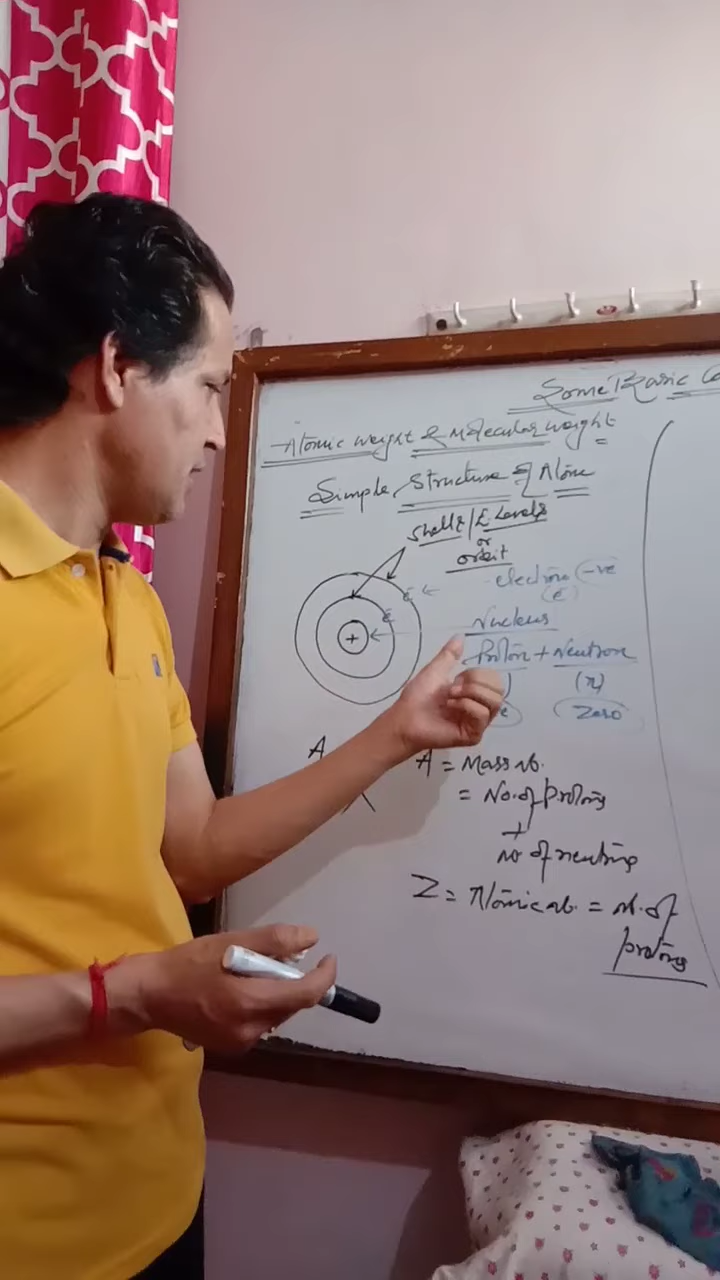 Some Basic
Atomic weight & Molecular weight
Simple Structure of Atom
Shells/E Levels
or
orbit
electron (-ve
(e̅)
e̅ ←
e̅
Nucleus
+ ←
Proton + Neutron
) (n)
e Zero
A
X
A = Mass no.
= No. of protons
+
no of neutrons
Z = Atomic no. = no. of
protons